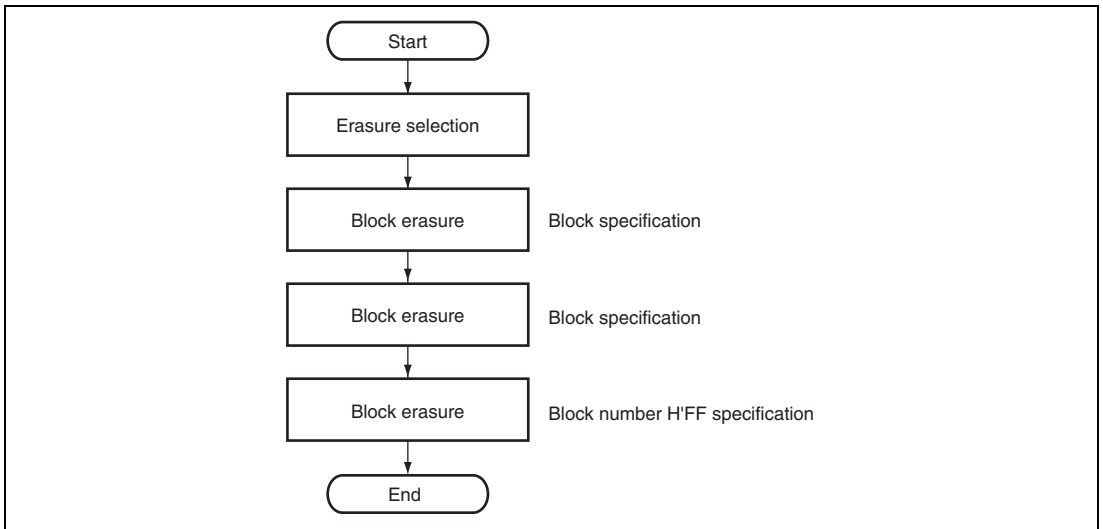 Start
Erasure selection
Block erasure Block specification
Block erasure Block specification
Block erasure Block number H'FF specification
End